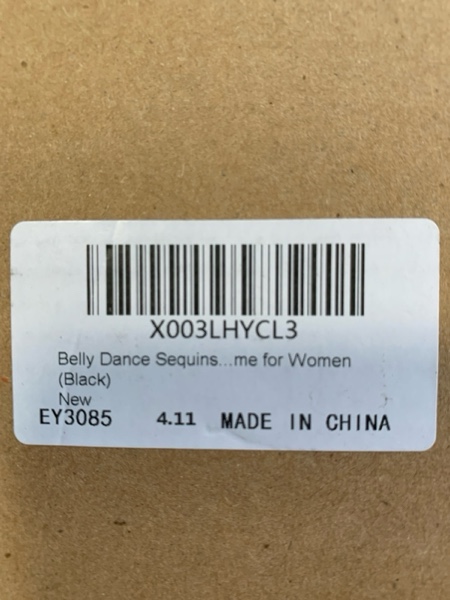 X003LHYCL3
Belly Dance Sequins...me for Women
(Black)
New
EY3085 4.11 MADE IN CHINA